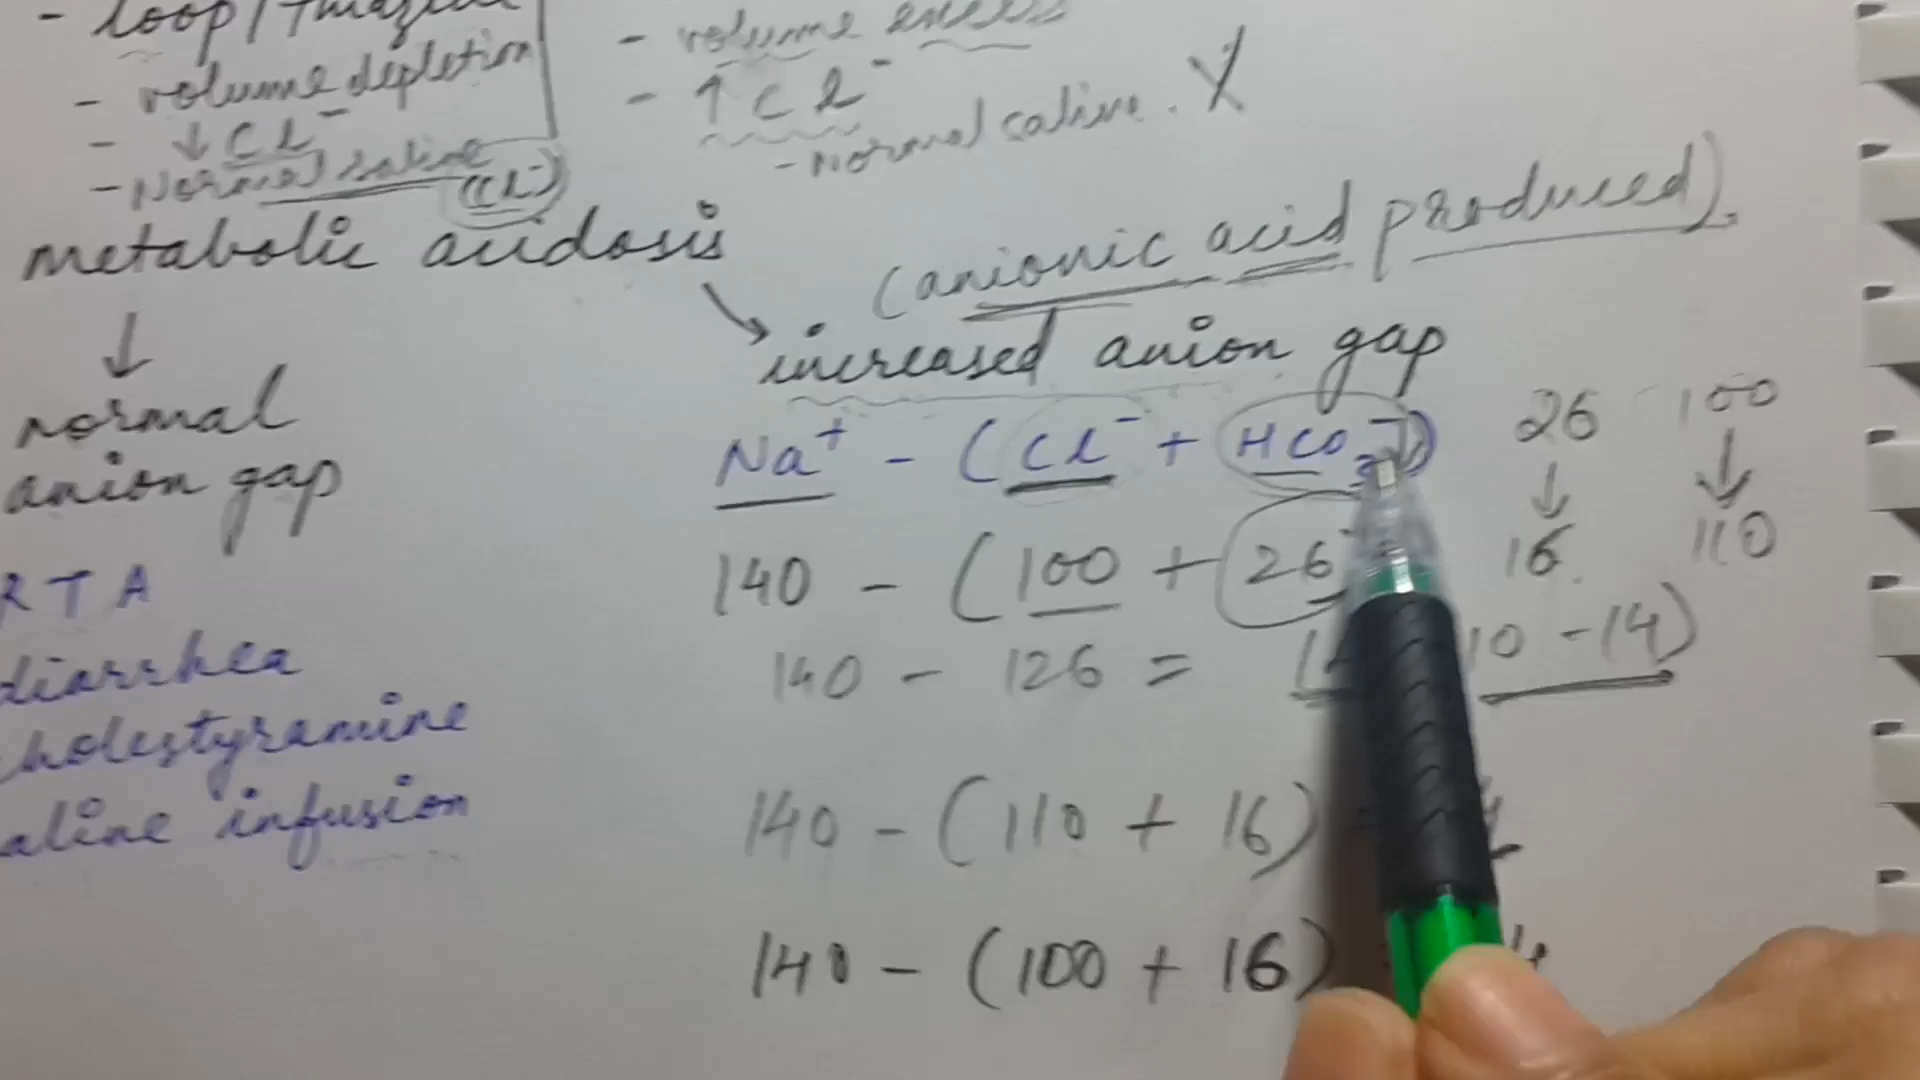 - loop /
- volume depletion
- ↓ Cl⁻
- Normal saline
(Cl⁻)
- volume excess
- ↑ Cl⁻
- Normal saline. X
metabolic acidosis
(anionic acid produced).
↓
normal
anion gap
RTA
diarrhea
holestyramine
aline infusion
↘ increased anion gap
Na⁺ - (Cl⁻ + HCO₃⁻)
140 - (100 + 26
140 - 126 = 10 - 14)
26 100
↓ ↓
16 110
140 - (110 + 16)
140 - (100 + 16)